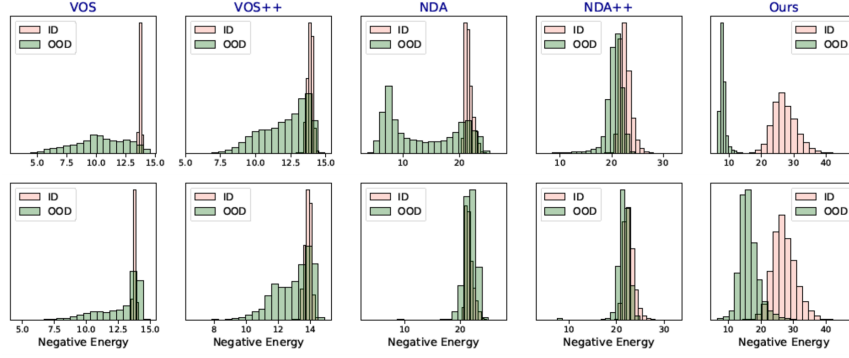 VOS VOS++ NDA NDA++ Ours
ID ID ID ID ID
OOD OOD OOD OOD OOD
5.0 7.5 10.0 12.5 15.0 7.5 10.0 12.5 15.0 10 20 10 20 30 10 20 30 40
ID ID ID ID ID
OOD OOD OOD OOD OOD
5.0 7.5 10.0 12.5 15.0 8 10 12 14 10 20 10 20 30 10 20 30 40
Negative Energy Negative Energy Negative Energy Negative Energy Negative Energy